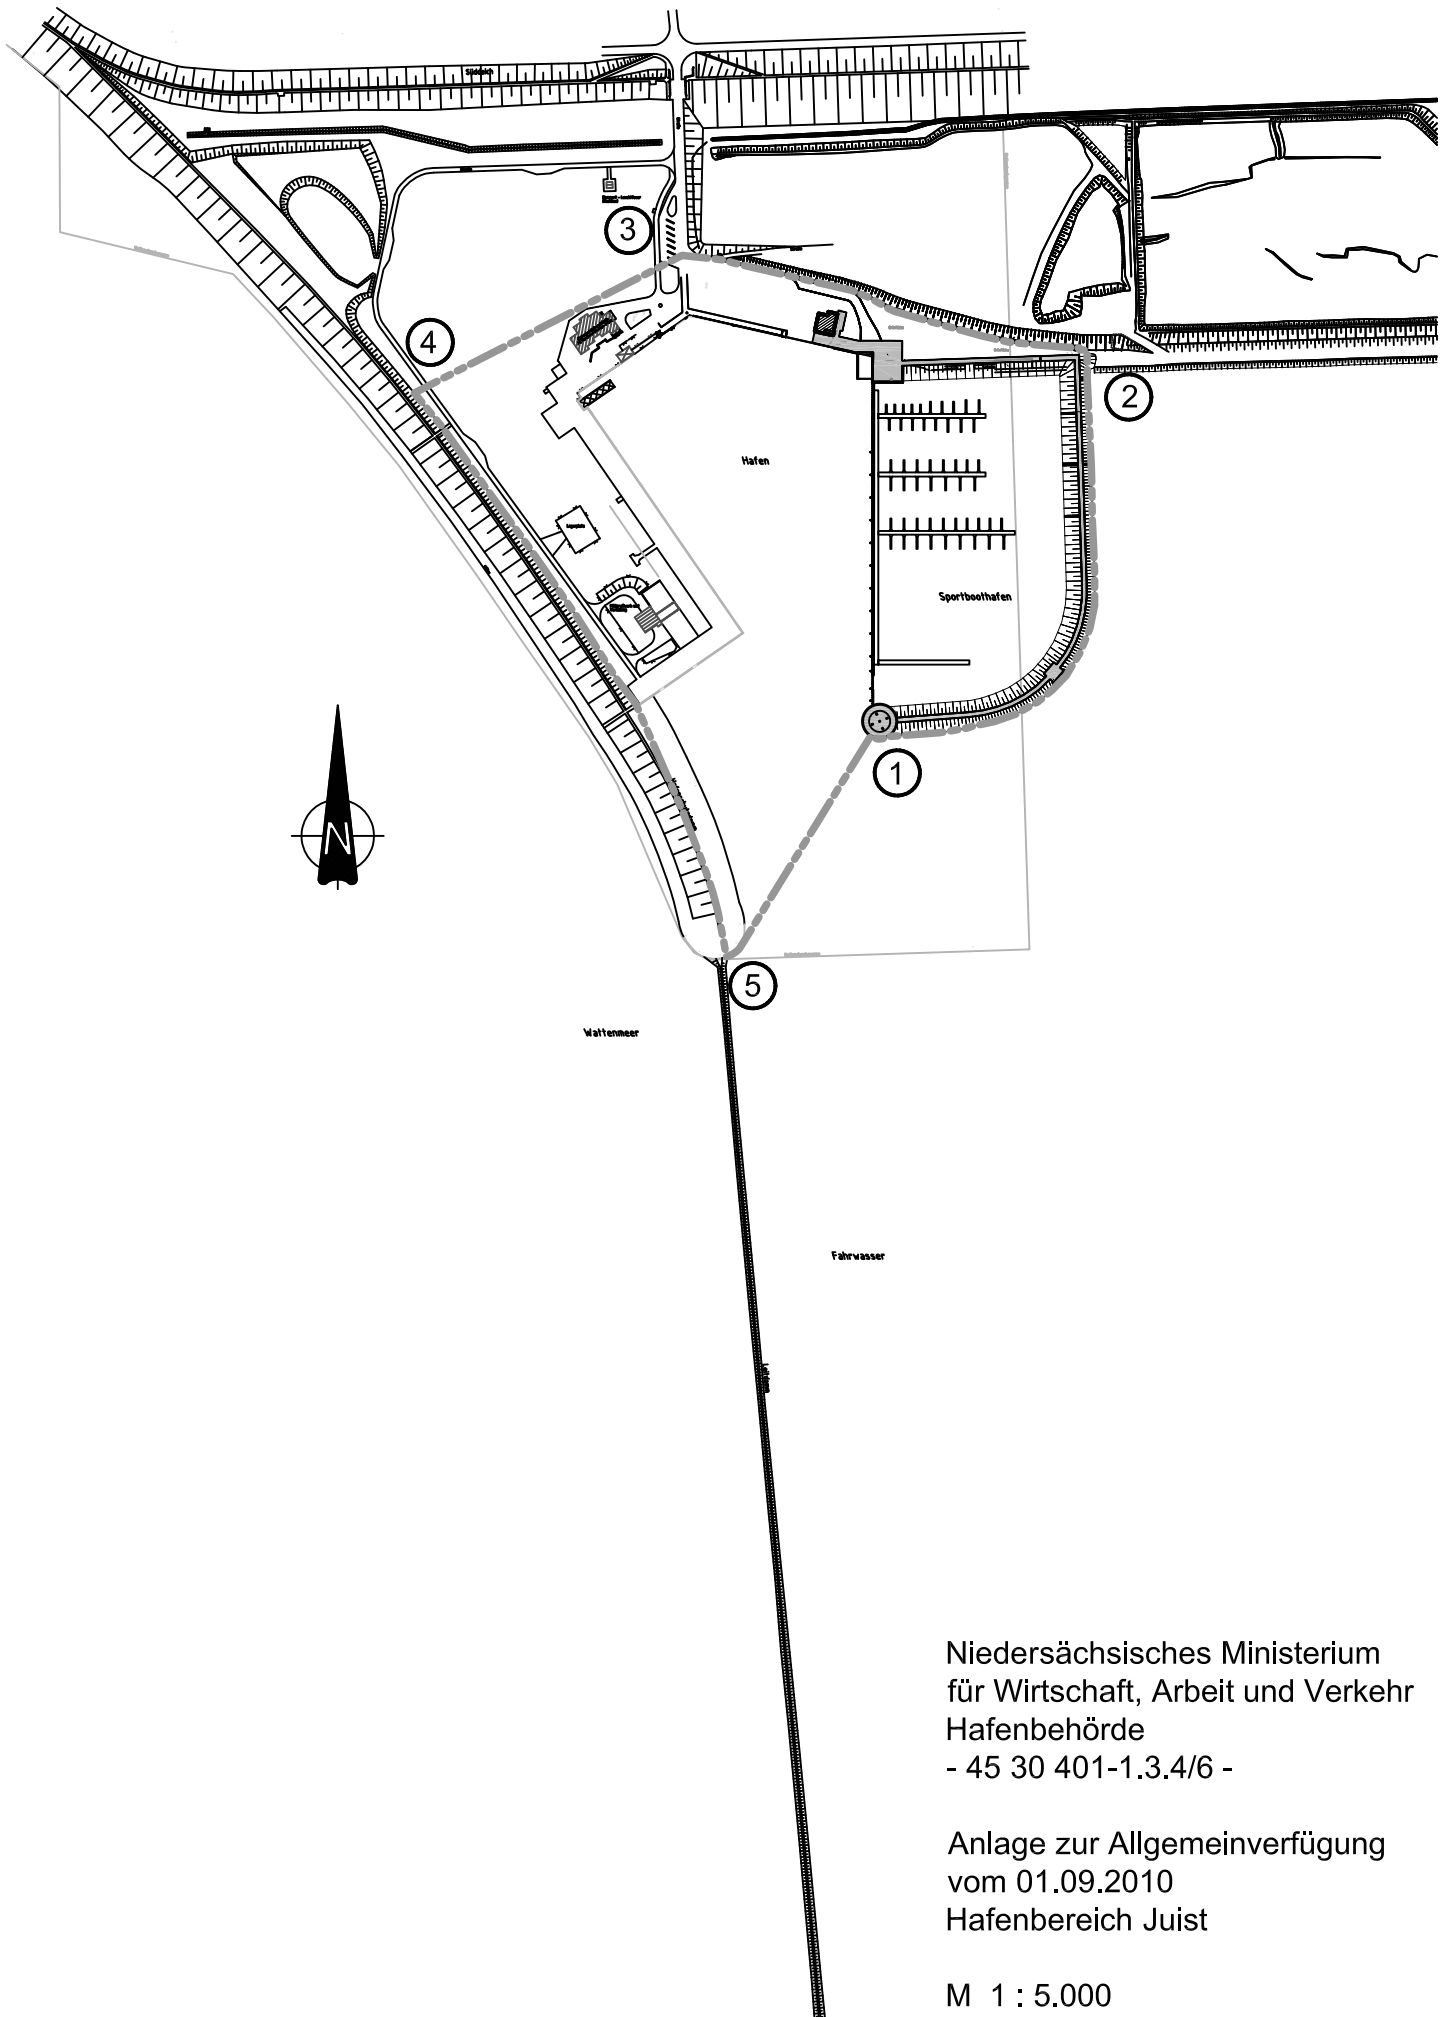 Süddeich
3
4
2
Hafen
Sportboothafen
1
N
5
Wattenmeer
Fahrwasser
Niedersächsisches Ministerium
für Wirtschaft, Arbeit und Verkehr
Hafenbehörde
- 45 30 401-1.3.4/6 -
Anlage zur Allgemeinverfügung
vom 01.09.2010
Hafenbereich Juist
M 1 : 5.000